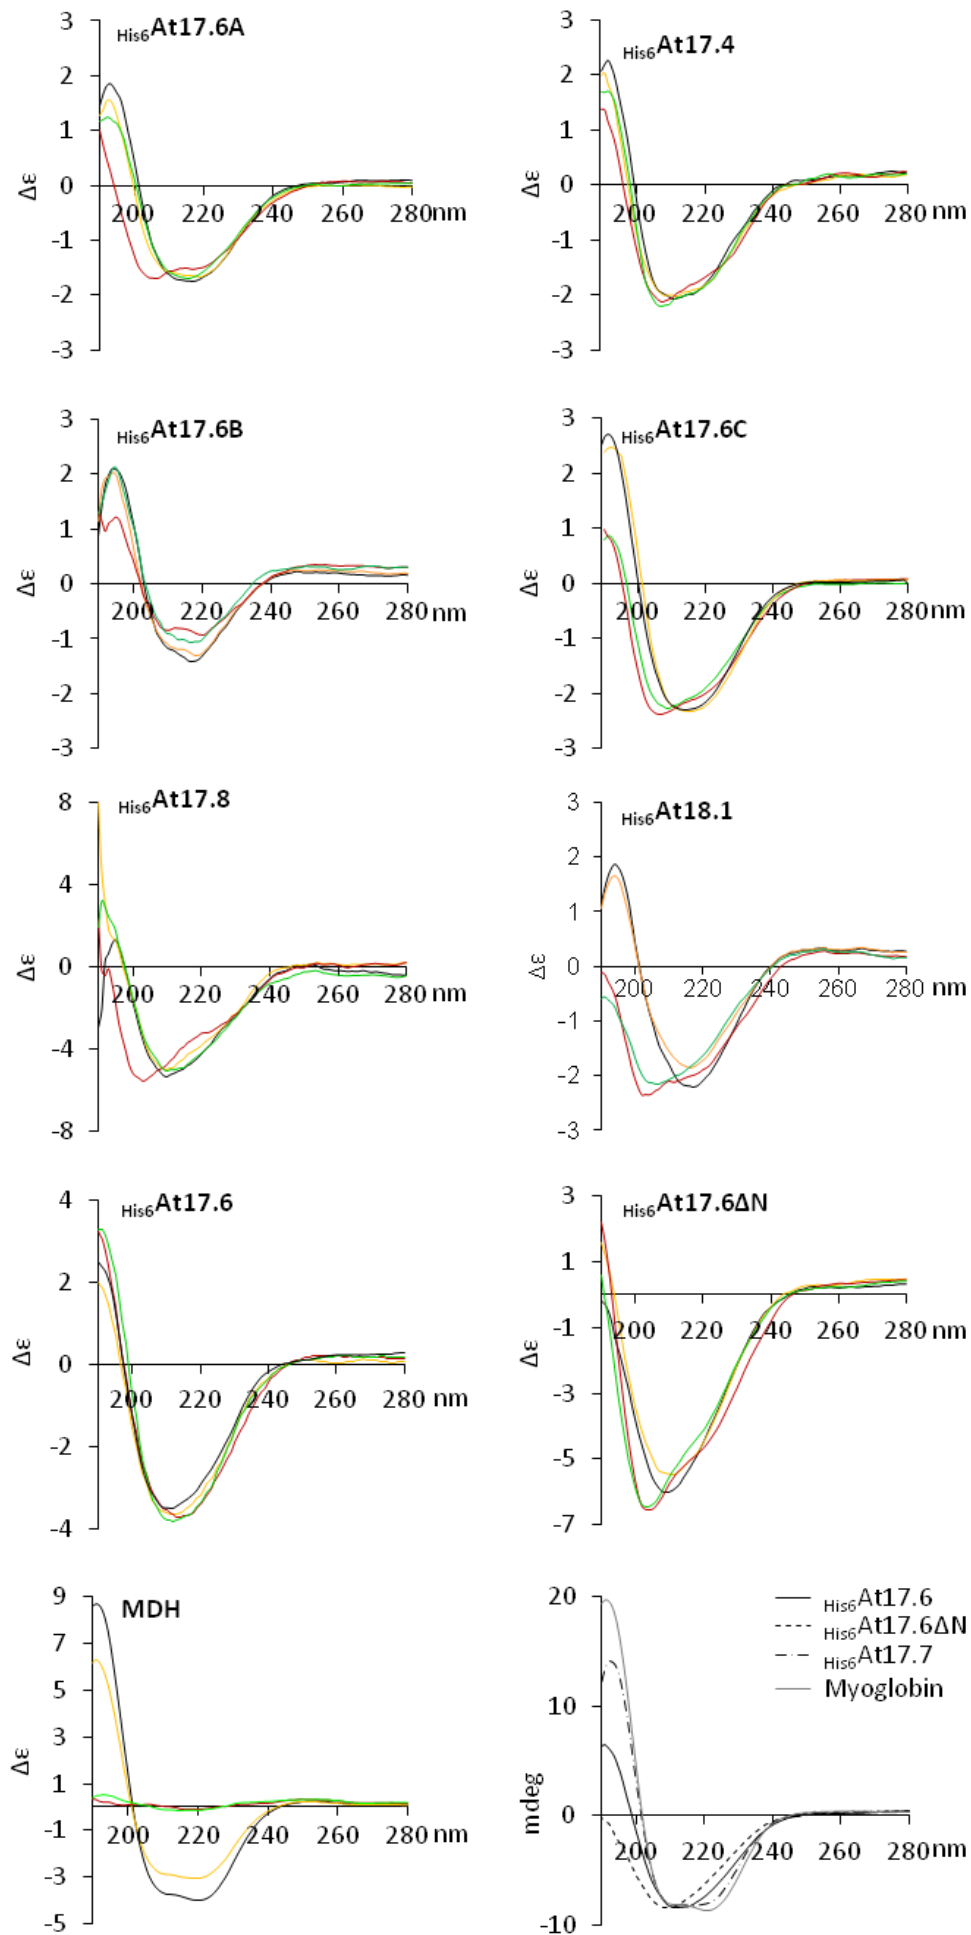 His6At17.6A
3
2
1
0
-1
-2
-3
Δε
200 220 240 260 280nm
His6At17.4
3
2
1
0
-1
-2
-3
Δε
200 220 240 260 280 nm
His6At17.6B
3
2
1
0
-1
-2
-3
Δε
200 220 240 260 280 nm
His6At17.6C
3
2
1
0
-1
-2
-3
Δε
200 220 240 260 280 nm
His6At17.8
8
4
0
-4
-8
Δε
200 220 240 260 280 nm
His6At18.1
3
2
1
0
-1
-2
-3
Δε
200 220 240 260 280 nm
His6At17.6
4
2
0
-2
-4
Δε
200 220 240 260 280 nm
His6At17.6ΔN
3
1
-1
-3
-5
-7
Δε
200 220 240 260 280 nm
MDH
9
7
5
3
1
-1
-3
-5
Δε
200 220 240 260 280 nm
His6At17.6
His6At17.6ΔN
His6At17.7
Myoglobin
20
10
0
-10
mdeg
200 220 240 260 280 nm